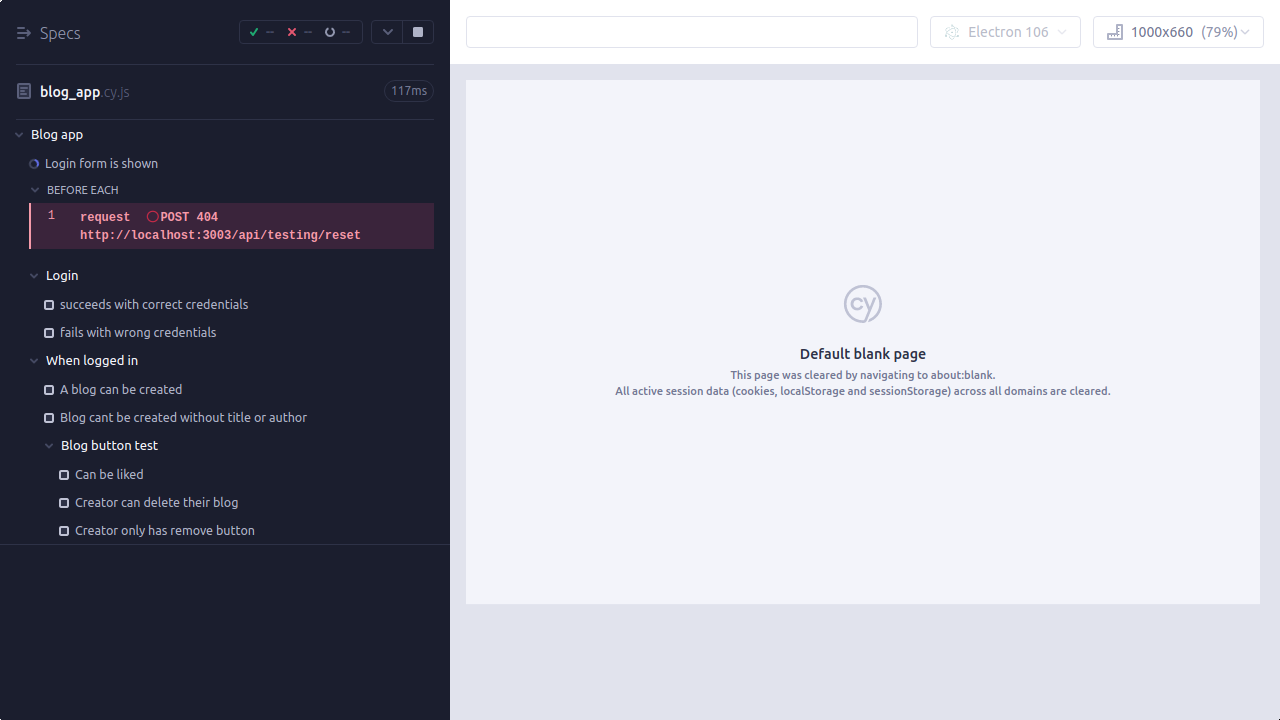 Specs
--
--
--
Electron 106
1000x660 (79%)
blog_app.cy.js
117ms
Blog app
Login form is shown
BEFORE EACH
1 request POST 404
http://localhost:3003/api/testing/reset
Login
succeeds with correct credentials
fails with wrong credentials
When logged in
A blog can be created
Blog cant be created without title or author
Blog button test
Can be liked
Creator can delete their blog
Creator only has remove button
cy
Default blank page
This page was cleared by navigating to about:blank.
All active session data (cookies, localStorage and sessionStorage) across all domains are cleared.